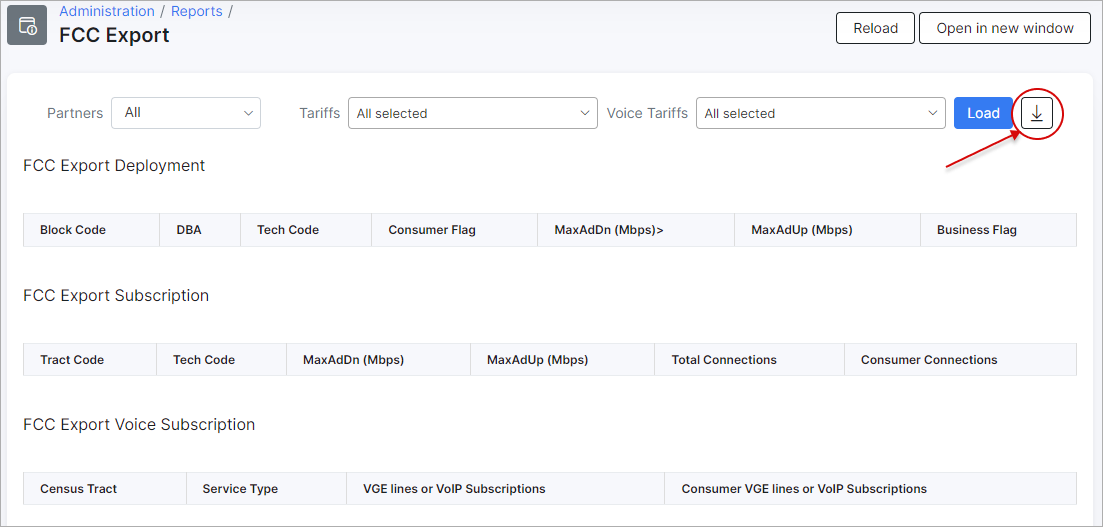 Administration / Reports /
FCC Export
Reload
Open in new window
Partners All Tariffs All selected Voice Tariffs All selected Load
FCC Export Deployment
Block Code DBA Tech Code Consumer Flag MaxAdDn (Mbps)> MaxAdUp (Mbps) Business Flag
FCC Export Subscription
Tract Code Tech Code MaxAdDn (Mbps) MaxAdUp (Mbps) Total Connections Consumer Connections
FCC Export Voice Subscription
Census Tract Service Type VGE lines or VoIP Subscriptions Consumer VGE lines or VoIP Subscriptions